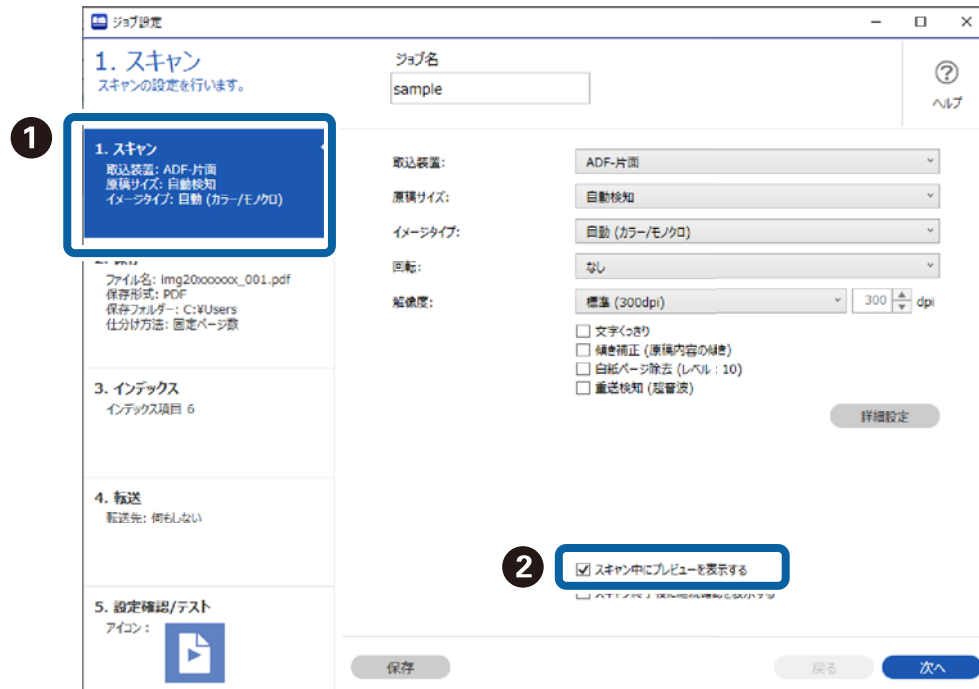 ジョブ設定
1. スキャン
スキャンの設定を行います。
ジョブ名
sample
ヘルプ
1
1. スキャン
取込装置: ADF-片面
原稿サイズ: 自動検知
イメージタイプ: 自動 (カラー/モノクロ)
ファイル名: img20xxxxxx_001.pdf
保存形式: PDF
保存フォルダー: C:¥Users
仕分け方法: 固定ページ数
3. インデックス
インデックス項目 6
4. 転送
転送先: 何もしない
5. 設定確認/テスト
アイコン :
取込装置:
ADF-片面
原稿サイズ:
自動検知
イメージタイプ:
自動 (カラー/モノクロ)
回転:
なし
解像度:
標準 (300dpi)
300
dpi
文字くっきり
傾き補正 (原稿内容の傾き)
白紙ページ除去 (レベル : 10)
重送検知 (超音波)
詳細設定
2
スキャン中にプレビューを表示する
保存
戻る
次へ